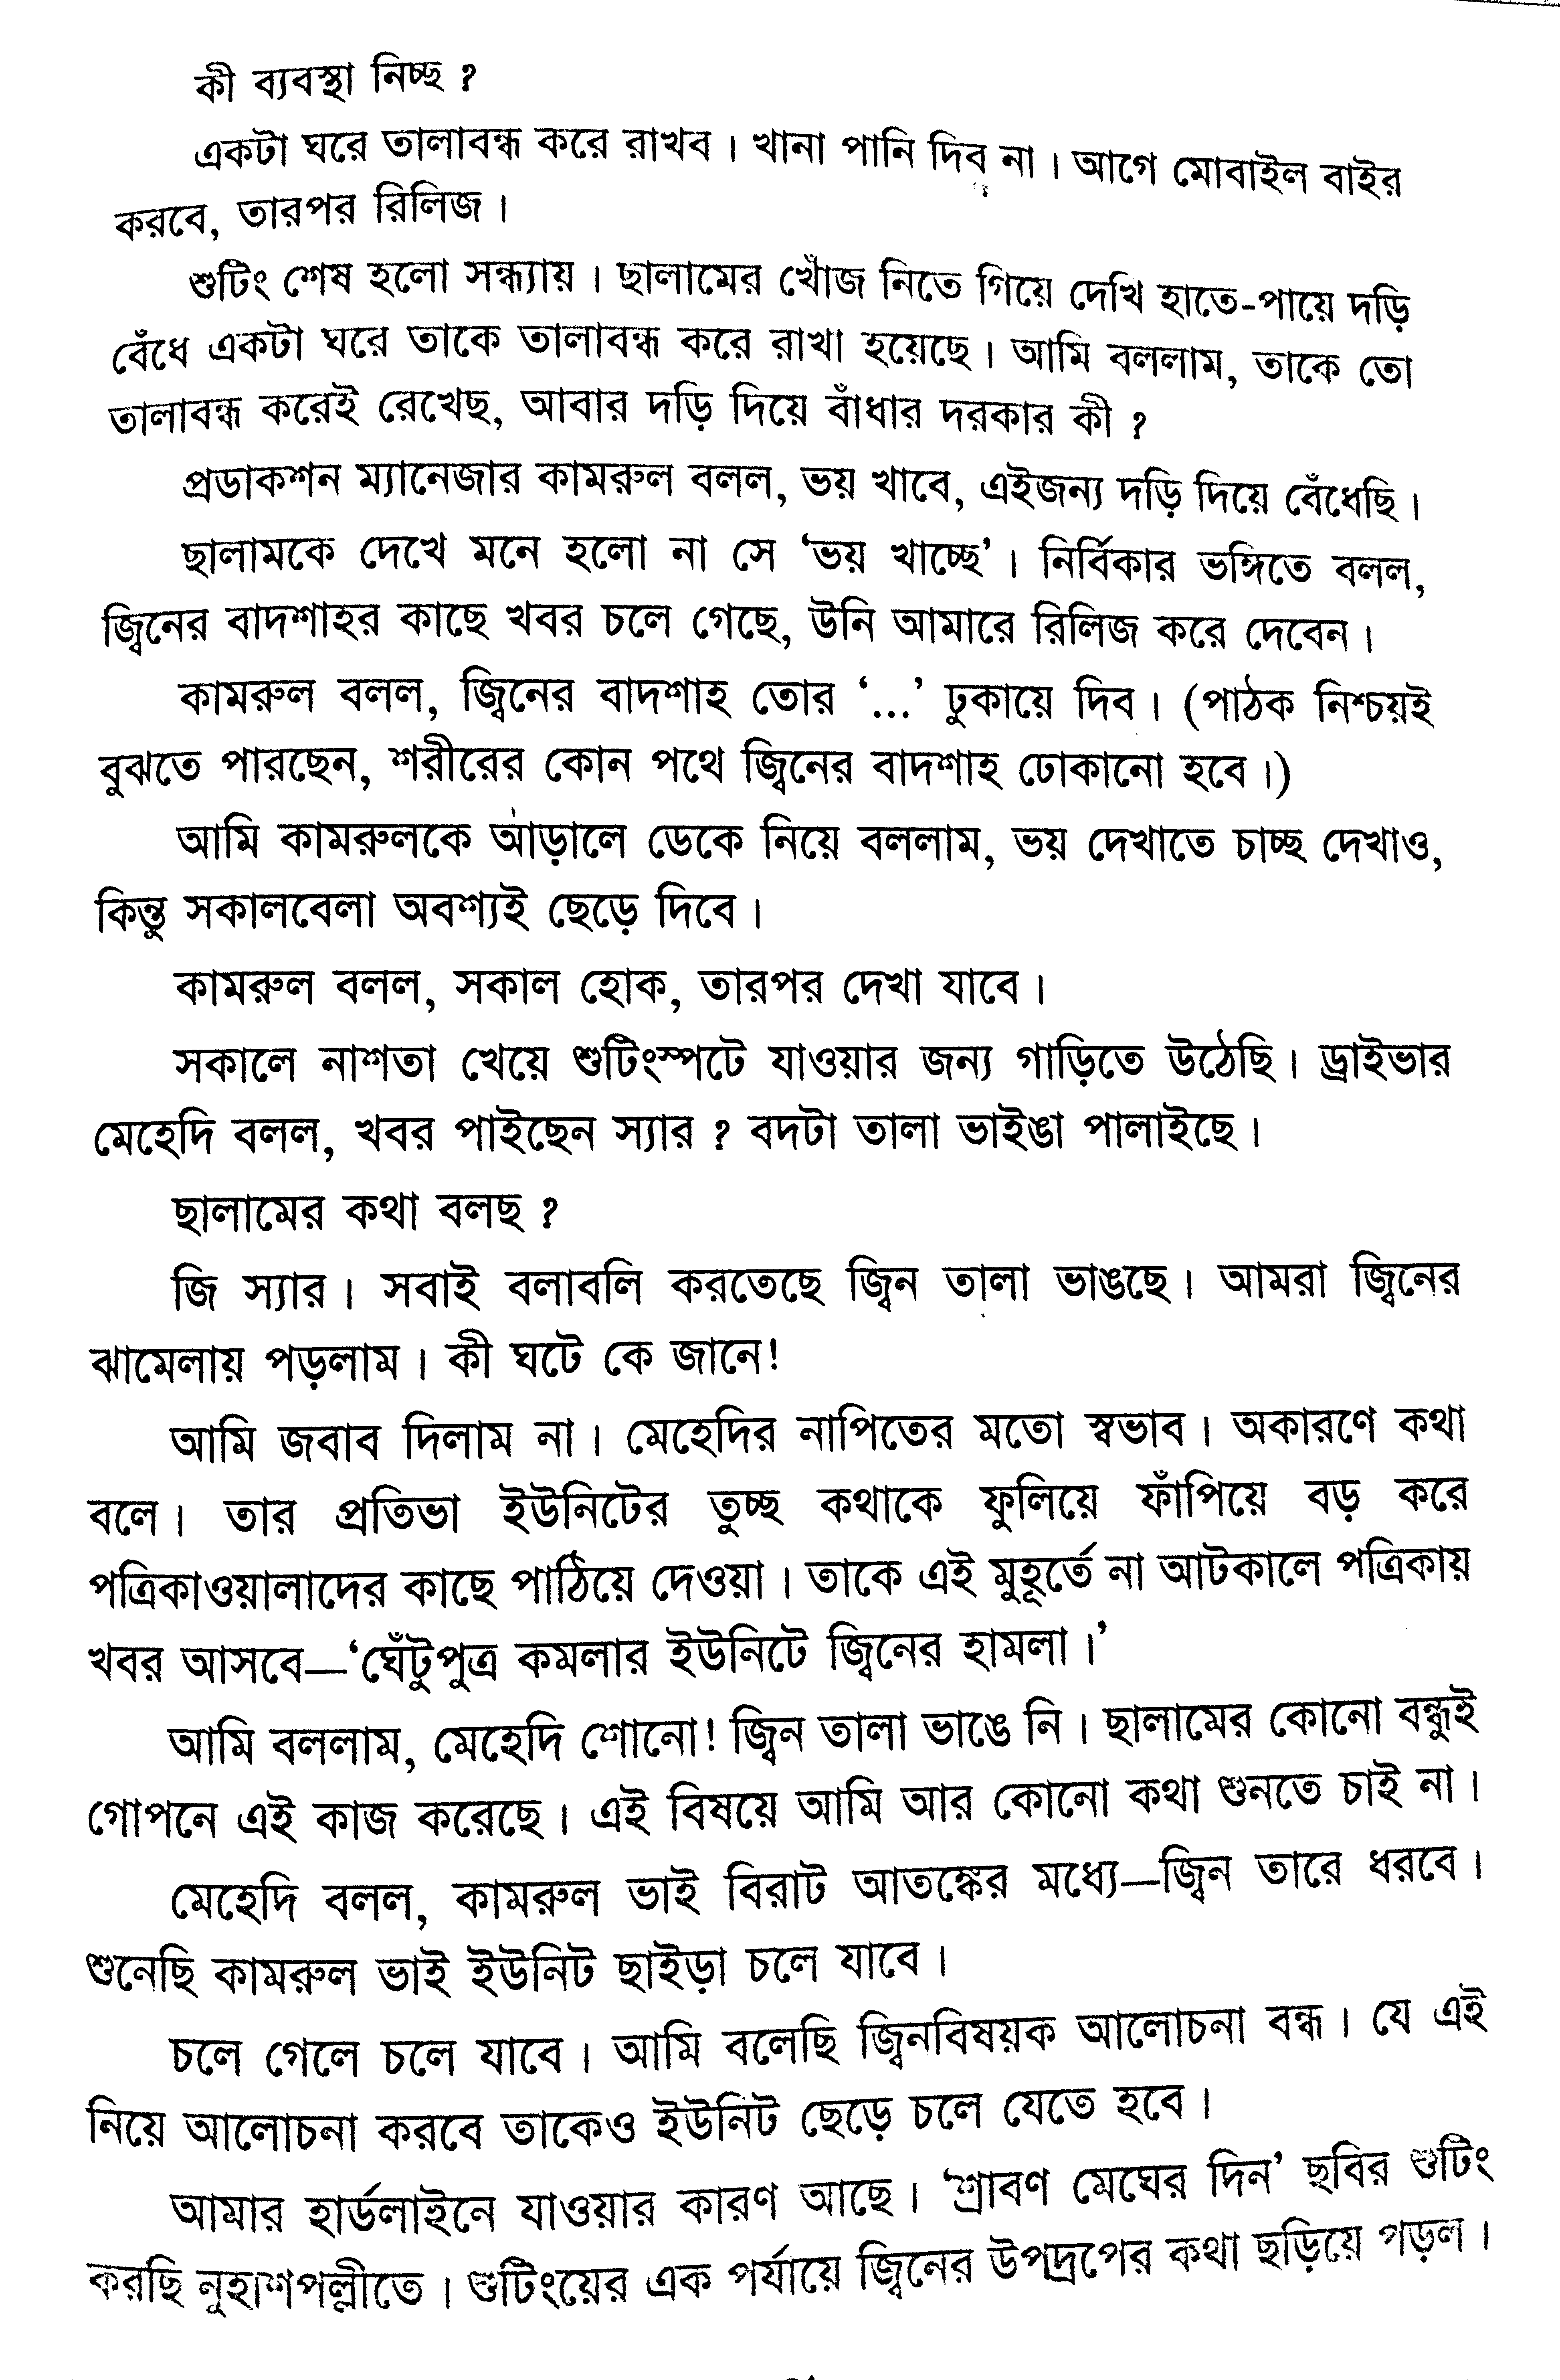 কী ব্যবস্থা নিচ্ছ ?
একটা ঘরে তালাবন্ধ করে রাখব। খানা পানি দিব না। আগে মোবাইল বাইর
করবে, তারপর রিলিজ।
শুটিং শেষ হলো সন্ধ্যায়। ছালামের খোঁজ নিতে গিয়ে দেখি হাতে-পায়ে দড়ি
বেঁধে একটা ঘরে তাকে তালাবন্ধ করে রাখা হয়েছে। আমি বললাম, তাকে তো
তালাবন্ধ করেই রেখেছ, আবার দড়ি দিয়ে বাঁধার দরকার কী ?
প্রডাকশন ম্যানেজার কামরুল বলল, ভয় খাবে, এইজন্য দড়ি দিয়ে বেঁধেছি।
ছালামকে দেখে মনে হলো না সে ‘ভয় খাচ্ছে’। নির্বিকার ভঙ্গিতে বলল,
জ্বিনের বাদশাহর কাছে খবর চলে গেছে, উনি আমারে রিলিজ করে দেবেন।
কামরুল বলল, জ্বিনের বাদশাহ তোর ‘...’ ঢুকায়ে দিব। (পাঠক নিশ্চয়ই
বুঝতে পারছেন, শরীরের কোন পথে জ্বিনের বাদশাহ ঢোকানো হবে।)
আমি কামরুলকে আড়ালে ডেকে নিয়ে বললাম, ভয় দেখাতে চাচ্ছ দেখাও,
কিন্তু সকালবেলা অবশ্যই ছেড়ে দিবে।
কামরুল বলল, সকাল হোক, তারপর দেখা যাবে।
সকালে নাশতা খেয়ে শুটিংস্পটে যাওয়ার জন্য গাড়িতে উঠেছি। ড্রাইভার
মেহেদি বলল, খবর পাইছেন স্যার ? বদটা তালা ভাইঙা পালাইছে।
ছালামের কথা বলছ ?
জি স্যার। সবাই বলাবলি করতেছে জ্বিন তালা ভাঙছে। আমরা জ্বিনের
ঝামেলায় পড়লাম। কী ঘটে কে জানে!
আমি জবাব দিলাম না। মেহেদির নাপিতের মতো স্বভাব। অকারণে কথা
বলে। তার প্রতিভা ইউনিটের তুচ্ছ কথাকে ফুলিয়ে ফাঁপিয়ে বড় করে
পত্রিকাওয়ালাদের কাছে পাঠিয়ে দেওয়া। তাকে এই মুহূর্তে না আটকালে পত্রিকায়
খবর আসবে—‘ঘেঁটুপুত্র কমলার ইউনিটে জ্বিনের হামলা।’
আমি বললাম, মেহেদি শোনো! জ্বিন তালা ভাঙে নি। ছালামের কোনো বন্ধুই
গোপনে এই কাজ করেছে। এই বিষয়ে আমি আর কোনো কথা শুনতে চাই না।
মেহেদি বলল, কামরুল ভাই বিরাট আতঙ্কের মধ্যে—জ্বিন তারে ধরবে।
শুনেছি কামরুল ভাই ইউনিট ছাইড়া চলে যাবে।
চলে গেলে চলে যাবে। আমি বলেছি জ্বিনবিষয়ক আলোচনা বন্ধ। যে এই
নিয়ে আলোচনা করবে তাকেও ইউনিট ছেড়ে চলে যেতে হবে।
আমার হার্ডলাইনে যাওয়ার কারণ আছে। ‘শ্রাবণ মেঘের দিন’ ছবির শুটিং
করছি নুহাশপল্লীতে। শুটিংয়ের এক পর্যায়ে জ্বিনের উপদ্রপের কথা ছড়িয়ে পড়ল।